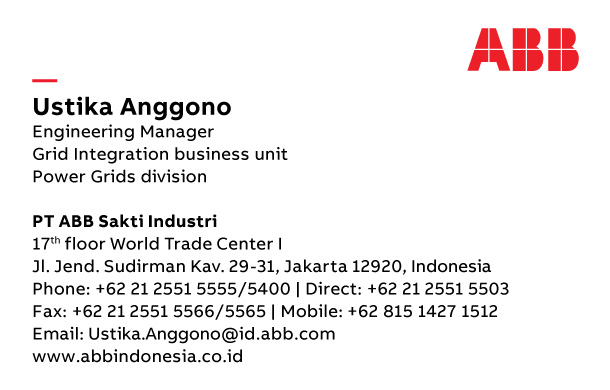 ABB
Ustika Anggono
Engineering Manager
Grid Integration business unit
Power Grids division
PT ABB Sakti Industri
17th floor World Trade Center I
Jl. Jend. Sudirman Kav. 29-31, Jakarta 12920, Indonesia
Phone: +62 21 2551 5555/5400 | Direct: +62 21 2551 5503
Fax: +62 21 2551 5566/5565 | Mobile: +62 815 1427 1512
Email: Ustika.Anggono@id.abb.com
www.abbindonesia.co.id